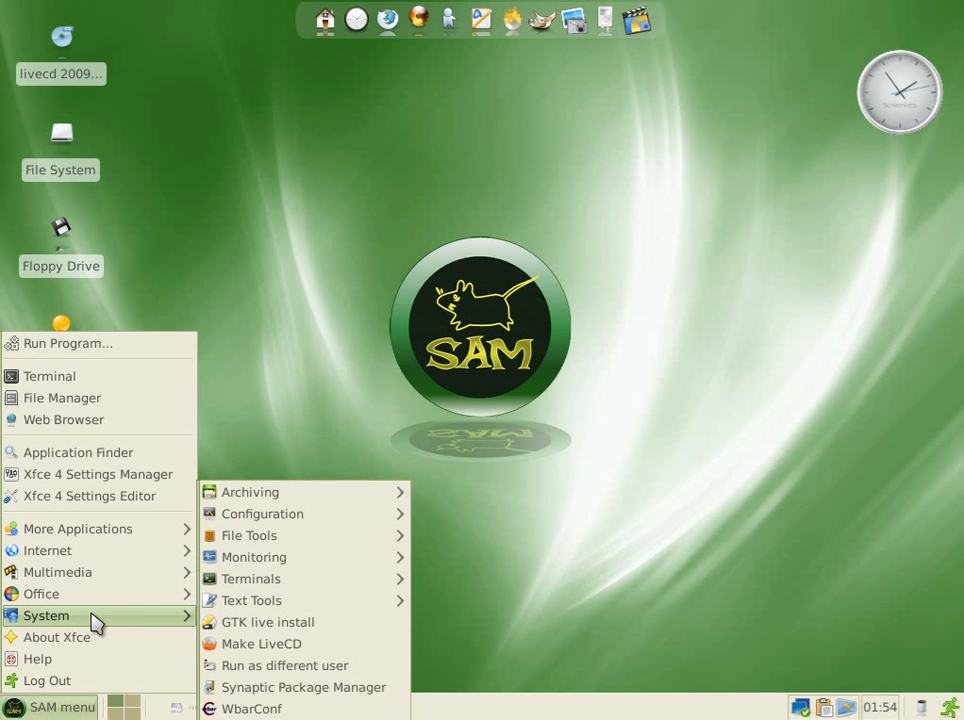 livecd 2009...
File System
Floppy Drive
Screenlets
SAM
Run Program...
Terminal
File Manager
Web Browser
Application Finder
Xfce 4 Settings Manager
Xfce 4 Settings Editor
More Applications
Internet
Multimedia
Office
System
About Xfce
Help
Log Out
Archiving
Configuration
File Tools
Monitoring
Terminals
Text Tools
GTK live install
Make LiveCD
Run as different user
Synaptic Package Manager
WbarConf
SAM menu
01:54